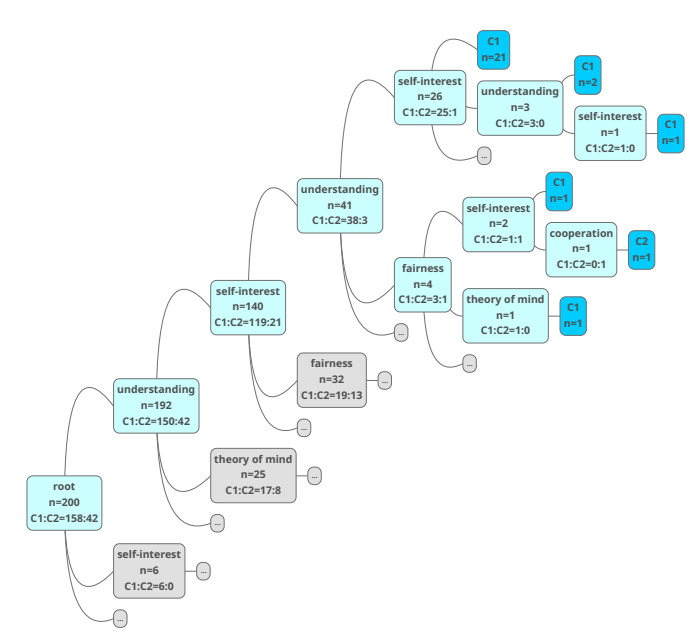 C1
n=21
self-interest
n=26
C1:C2=25:1
C1
n=2
understanding
n=3
C1:C2=3:0
self-interest
n=1
C1:C2=1:0
C1
n=1
...
understanding
n=41
C1:C2=38:3
C1
n=1
self-interest
n=2
C1:C2=1:1
cooperation
n=1
C1:C2=0:1
C2
n=1
fairness
n=4
C1:C2=3:1
theory of mind
n=1
C1:C2=1:0
C1
n=1
...
...
self-interest
n=140
C1:C2=119:21
fairness
n=32
C1:C2=19:13
...
...
understanding
n=192
C1:C2=150:42
theory of mind
n=25
C1:C2=17:8
...
...
root
n=200
C1:C2=158:42
self-interest
n=6
C1:C2=6:0
...
...